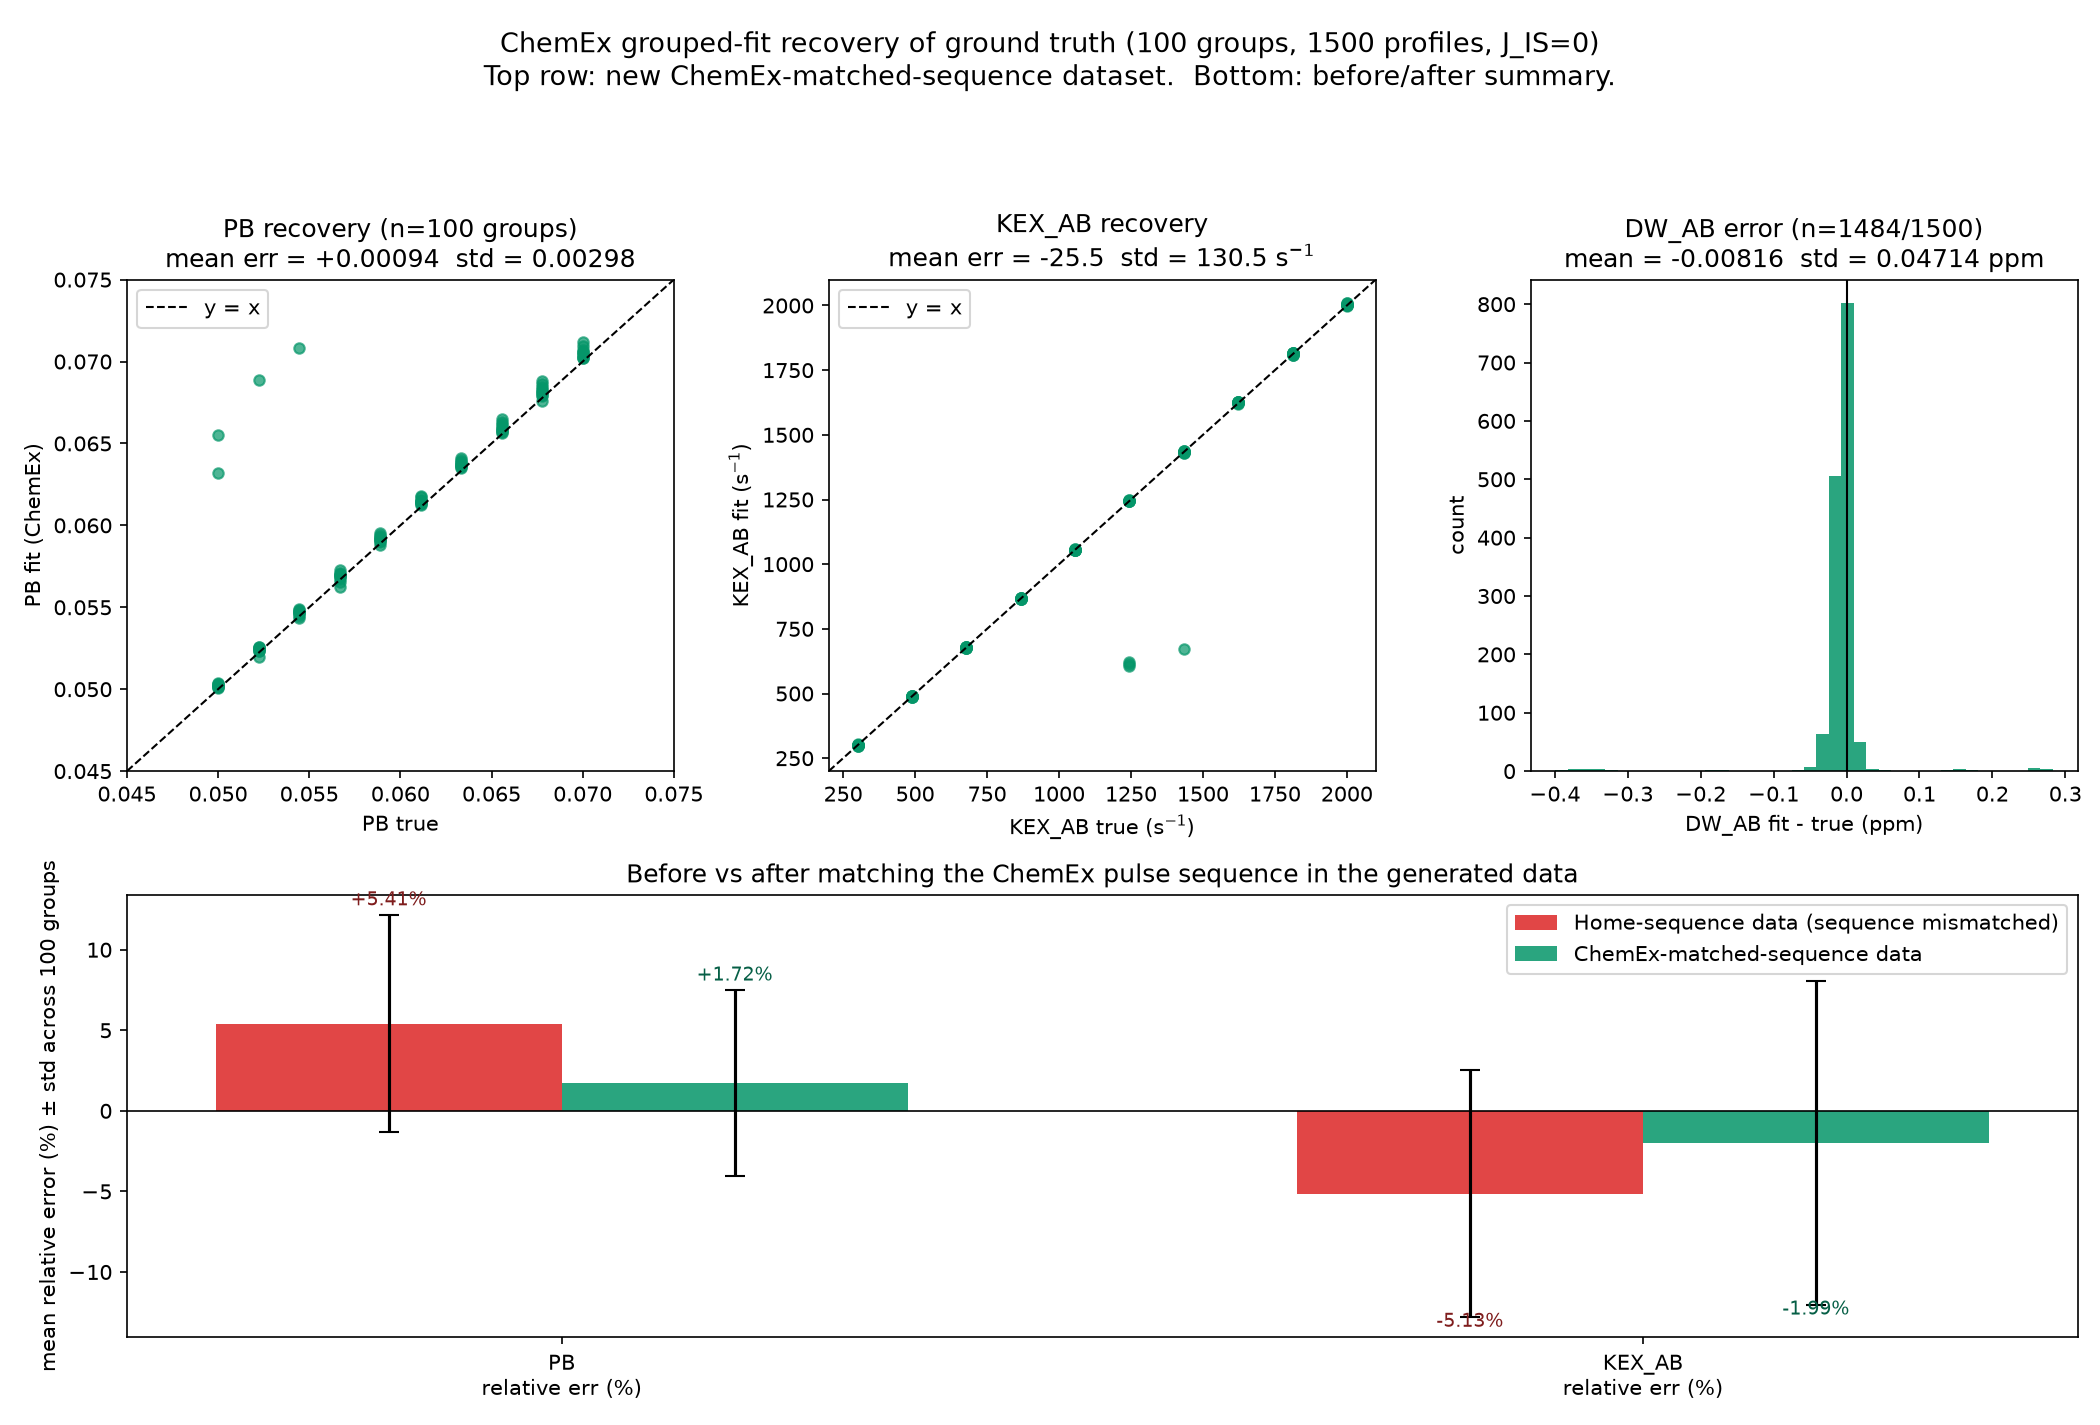 ChemEx grouped-fit recovery of ground truth (100 groups, 1500 profiles, J_IS=0)
Top row: new ChemEx-matched-sequence dataset.  Bottom: before/after summary.
PB recovery (n=100 groups)
mean err = +0.00094  std = 0.00298
y = x
0.075
0.070
0.065
0.060
0.055
0.050
0.045
PB fit (ChemEx)
0.045 0.050 0.055 0.060 0.065 0.070 0.075
PB true
KEX_AB recovery
mean err = -25.5  std = 130.5 s⁻¹
y = x
2000
1750
1500
1250
1000
750
500
250
KEX_AB fit (s⁻¹)
250 500 750 1000 1250 1500 1750 2000
KEX_AB true (s⁻¹)
DW_AB error (n=1484/1500)
mean = -0.00816  std = 0.04714 ppm
800
700
600
500
400
300
200
100
0
count
−0.4 −0.3 −0.2 −0.1 0.0 0.1 0.2 0.3
DW_AB fit - true (ppm)
Before vs after matching the ChemEx pulse sequence in the generated data
Home-sequence data (sequence mismatched)
ChemEx-matched-sequence data
+5.41%
+1.72%
-5.13%
-1.99%
10
5
0
−5
−10
mean relative error (%) ± std across 100 groups
PB
relative err (%)
KEX_AB
relative err (%)